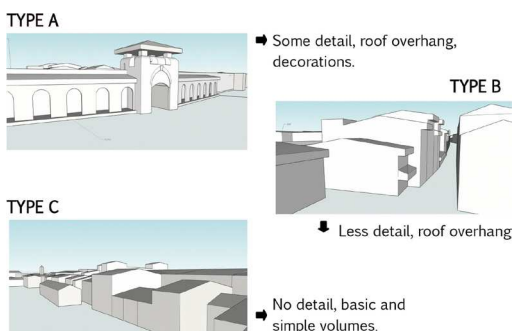 TYPE A
Some detail, roof overhang,
decorations.
TYPE B
Less detail, roof overhang
TYPE C
No detail, basic and
simple volumes.